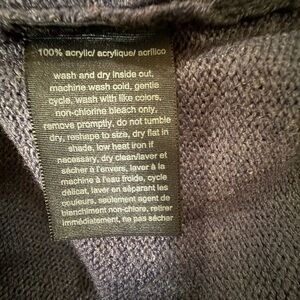 100% acrylic/ acrylique/ acrílico
wash and dry inside out,
machine wash cold, gentle
cycle, wash with like colors,
non-chlorine bleach only.
remove promptly, do not tumble
dry, reshape to size, dry flat in
shade, low heat iron if
necessary, dry clean/laver et
sécher à l'envers, laver à la
machine à l'eau froide, cycle
délicat, laver en séparant les
couleurs, seulement agent de
blanchiment non-chlore, retirer
immédiatement, ne pas sécher